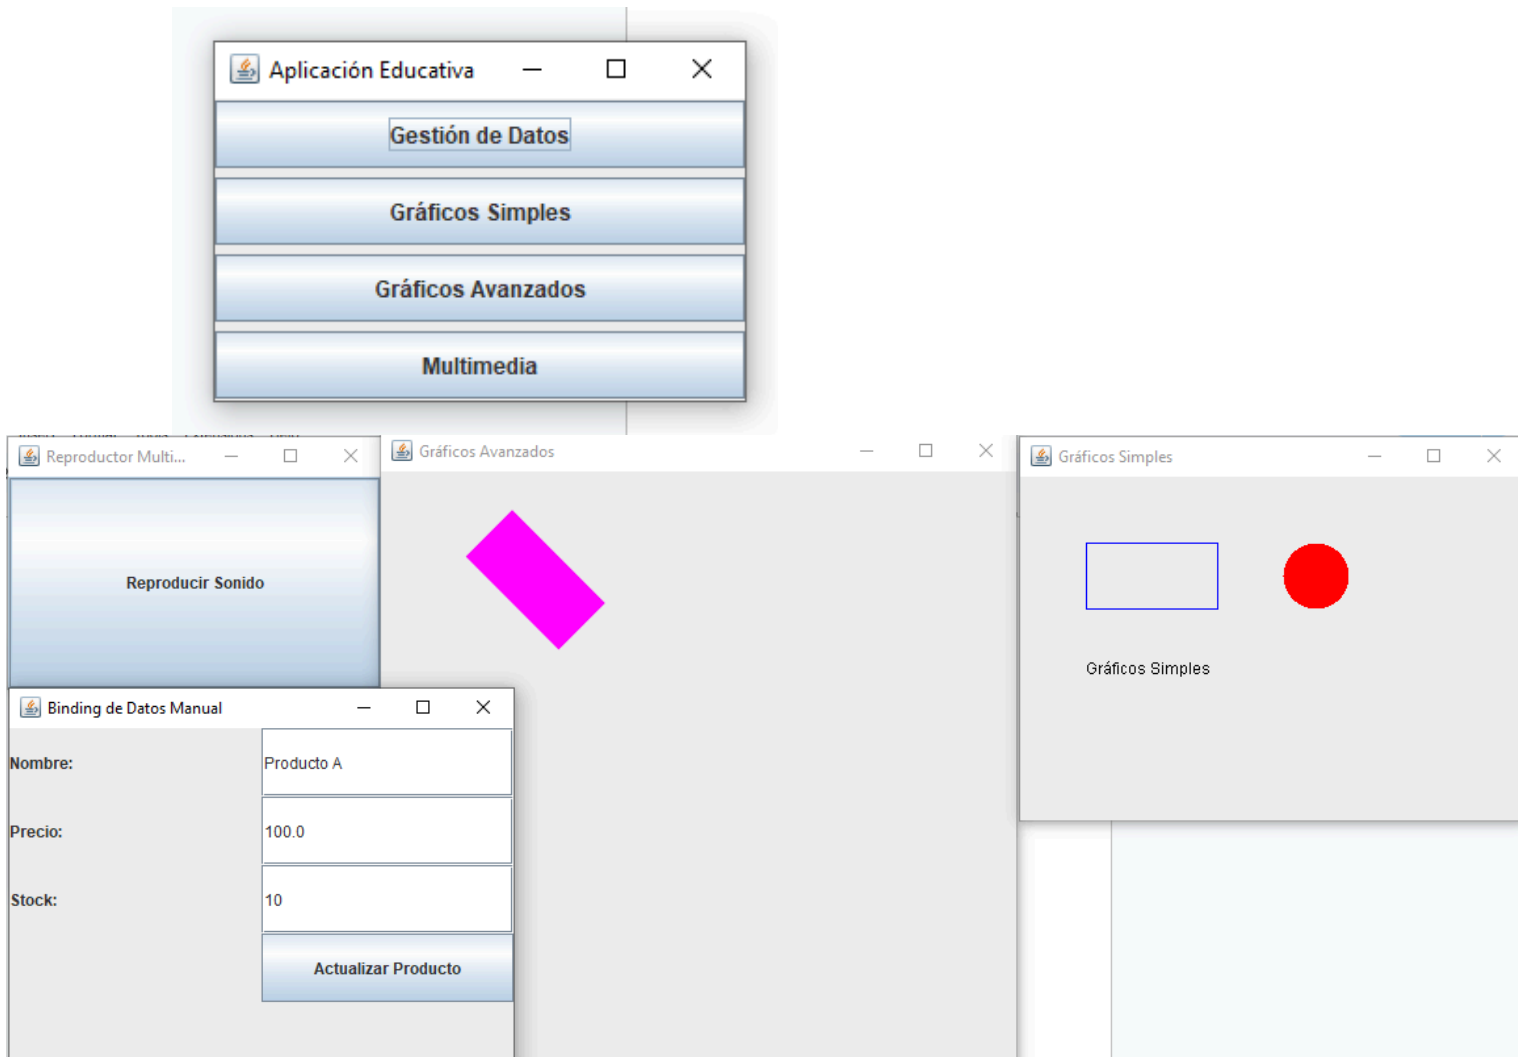 Aplicación Educativa
Gestión de Datos
Gráficos Simples
Gráficos Avanzados
Multimedia
Reproductor Multi...
Reproducir Sonido
Gráficos Avanzados
Gráficos Simples
Gráficos Simples
Binding de Datos Manual
Nombre: Producto A
Precio: 100.0
Stock: 10
Actualizar Producto